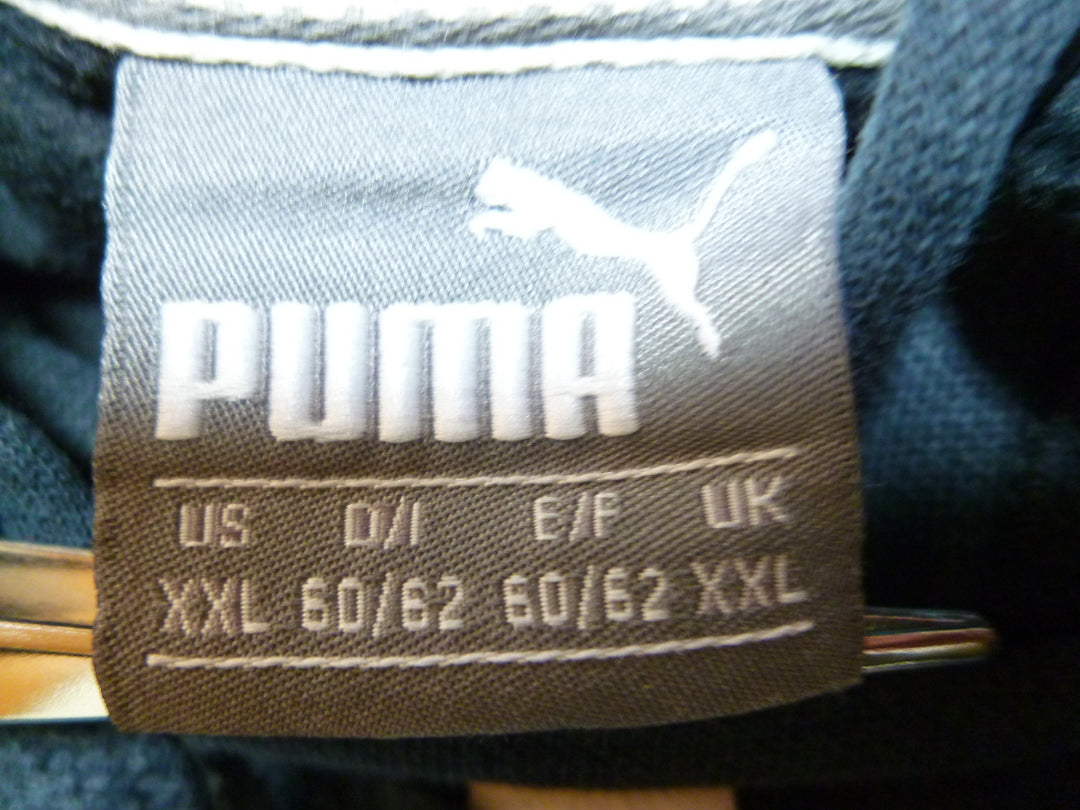 PUMA
US D/I E/F UK
XXL 60/62 60/62 XXL